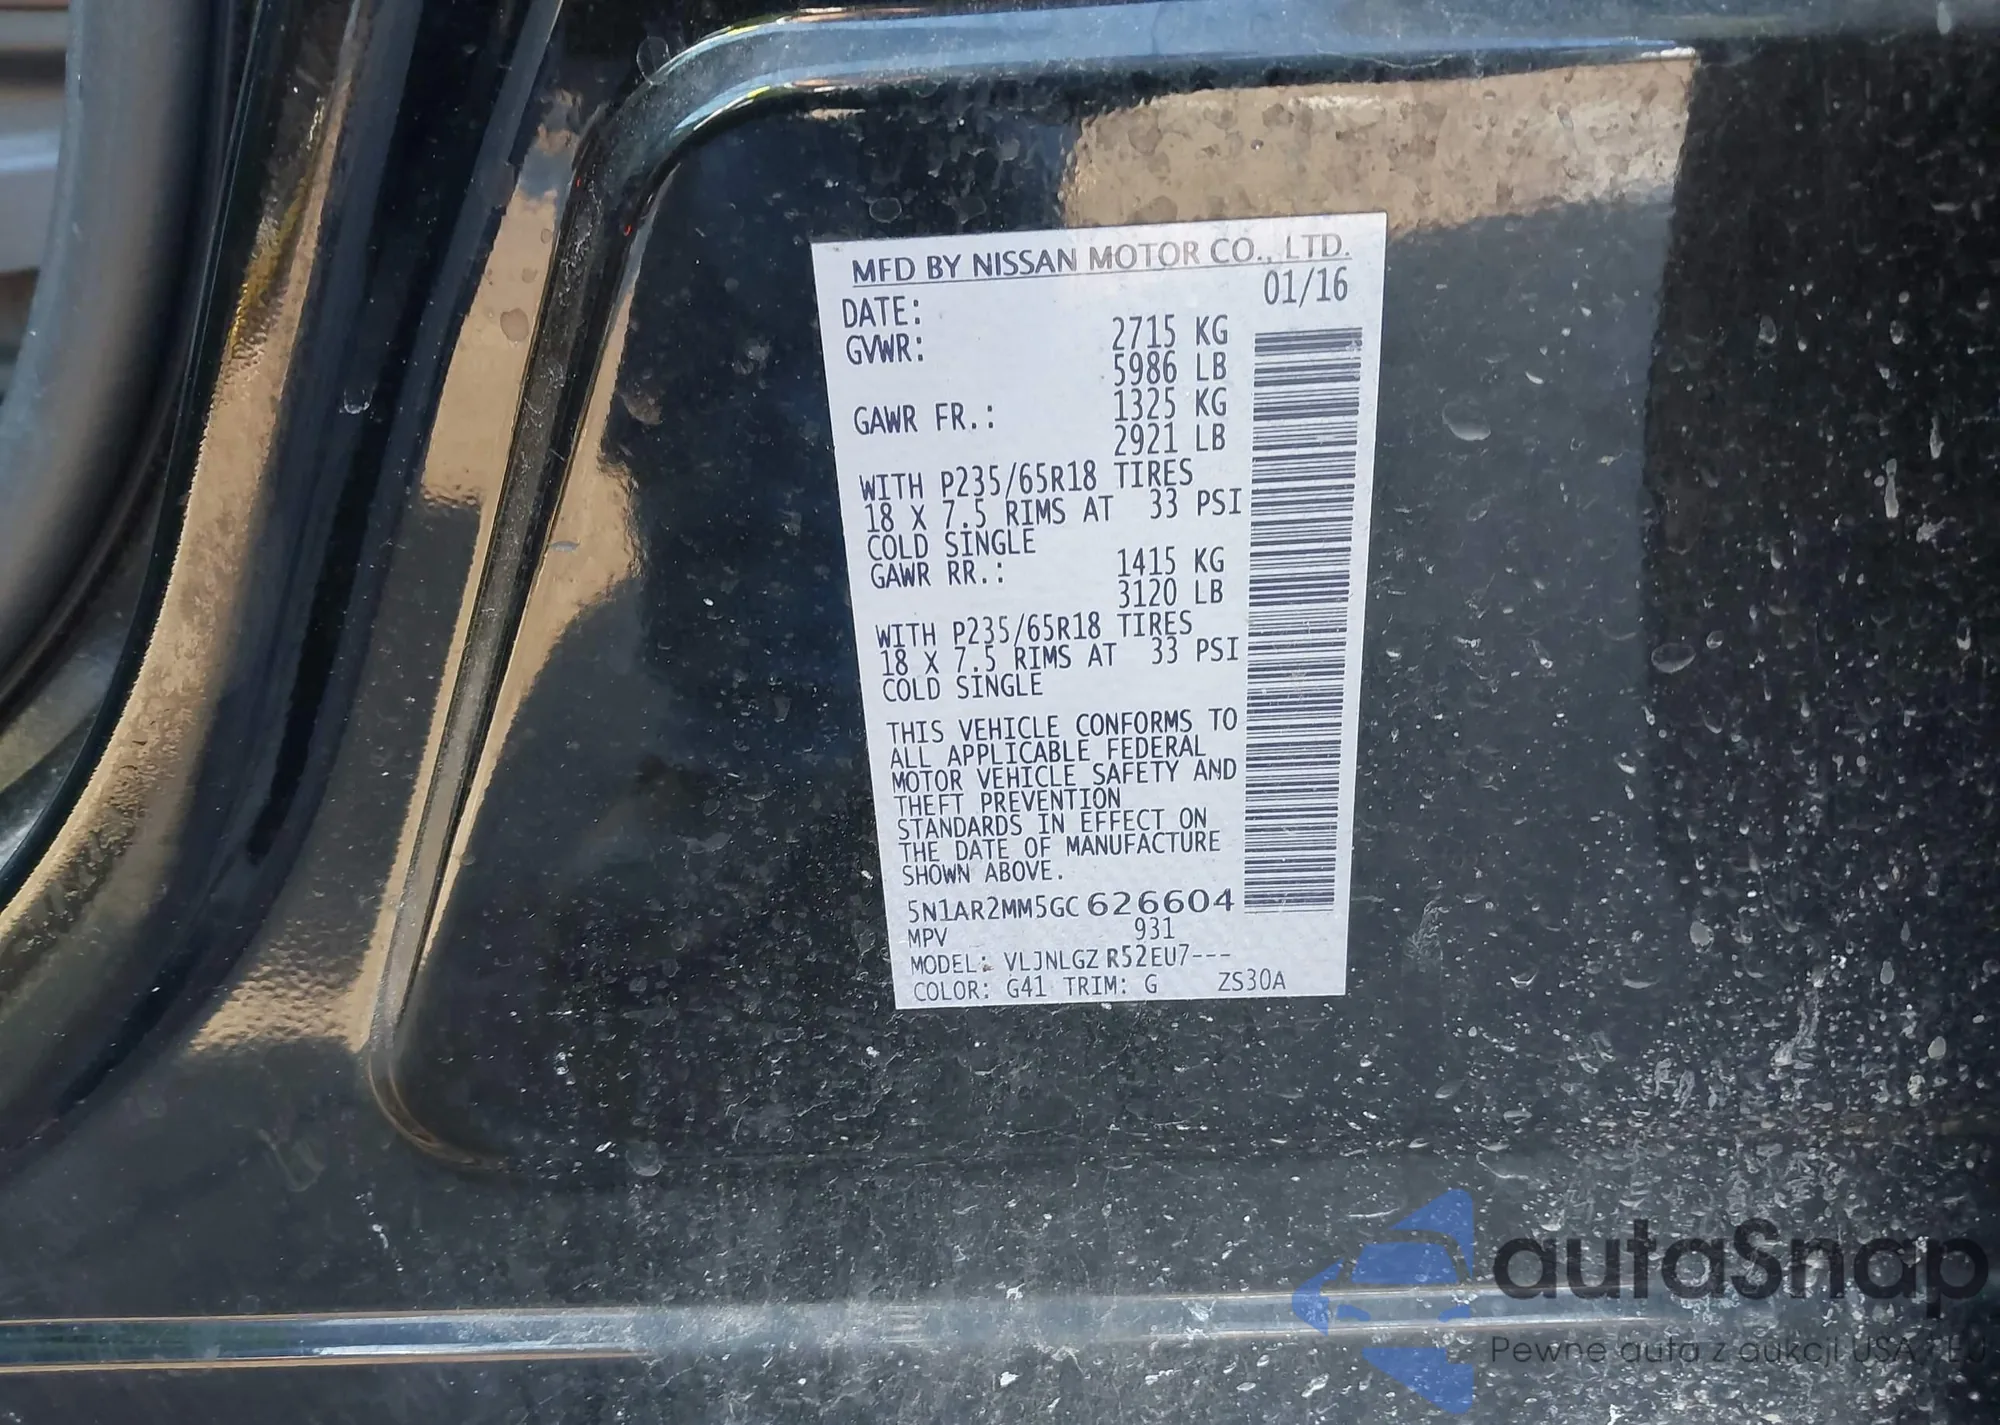 MFD BY NISSAN MOTOR CO., LTD.
DATE: 01/16
GVWR: 2715 KG
5986 LB
GAWR FR.: 1325 KG
2921 LB
WITH P235/65R18 TIRES
18 X 7.5 RIMS AT 33 PSI
COLD SINGLE
GAWR RR.: 1415 KG
3120 LB
WITH P235/65R18 TIRES
18 X 7.5 RIMS AT 33 PSI
COLD SINGLE
THIS VEHICLE CONFORMS TO
ALL APPLICABLE FEDERAL
MOTOR VEHICLE SAFETY AND
THEFT PREVENTION
STANDARDS IN EFFECT ON
THE DATE OF MANUFACTURE
SHOWN ABOVE.
5N1AR2MM5GC626604
MPV 931
MODEL: VLJNLGZ R52EU7---
COLOR: G41 TRIM: G ZS30A
autaSnap
Pewne auta z aukcji USA / EU